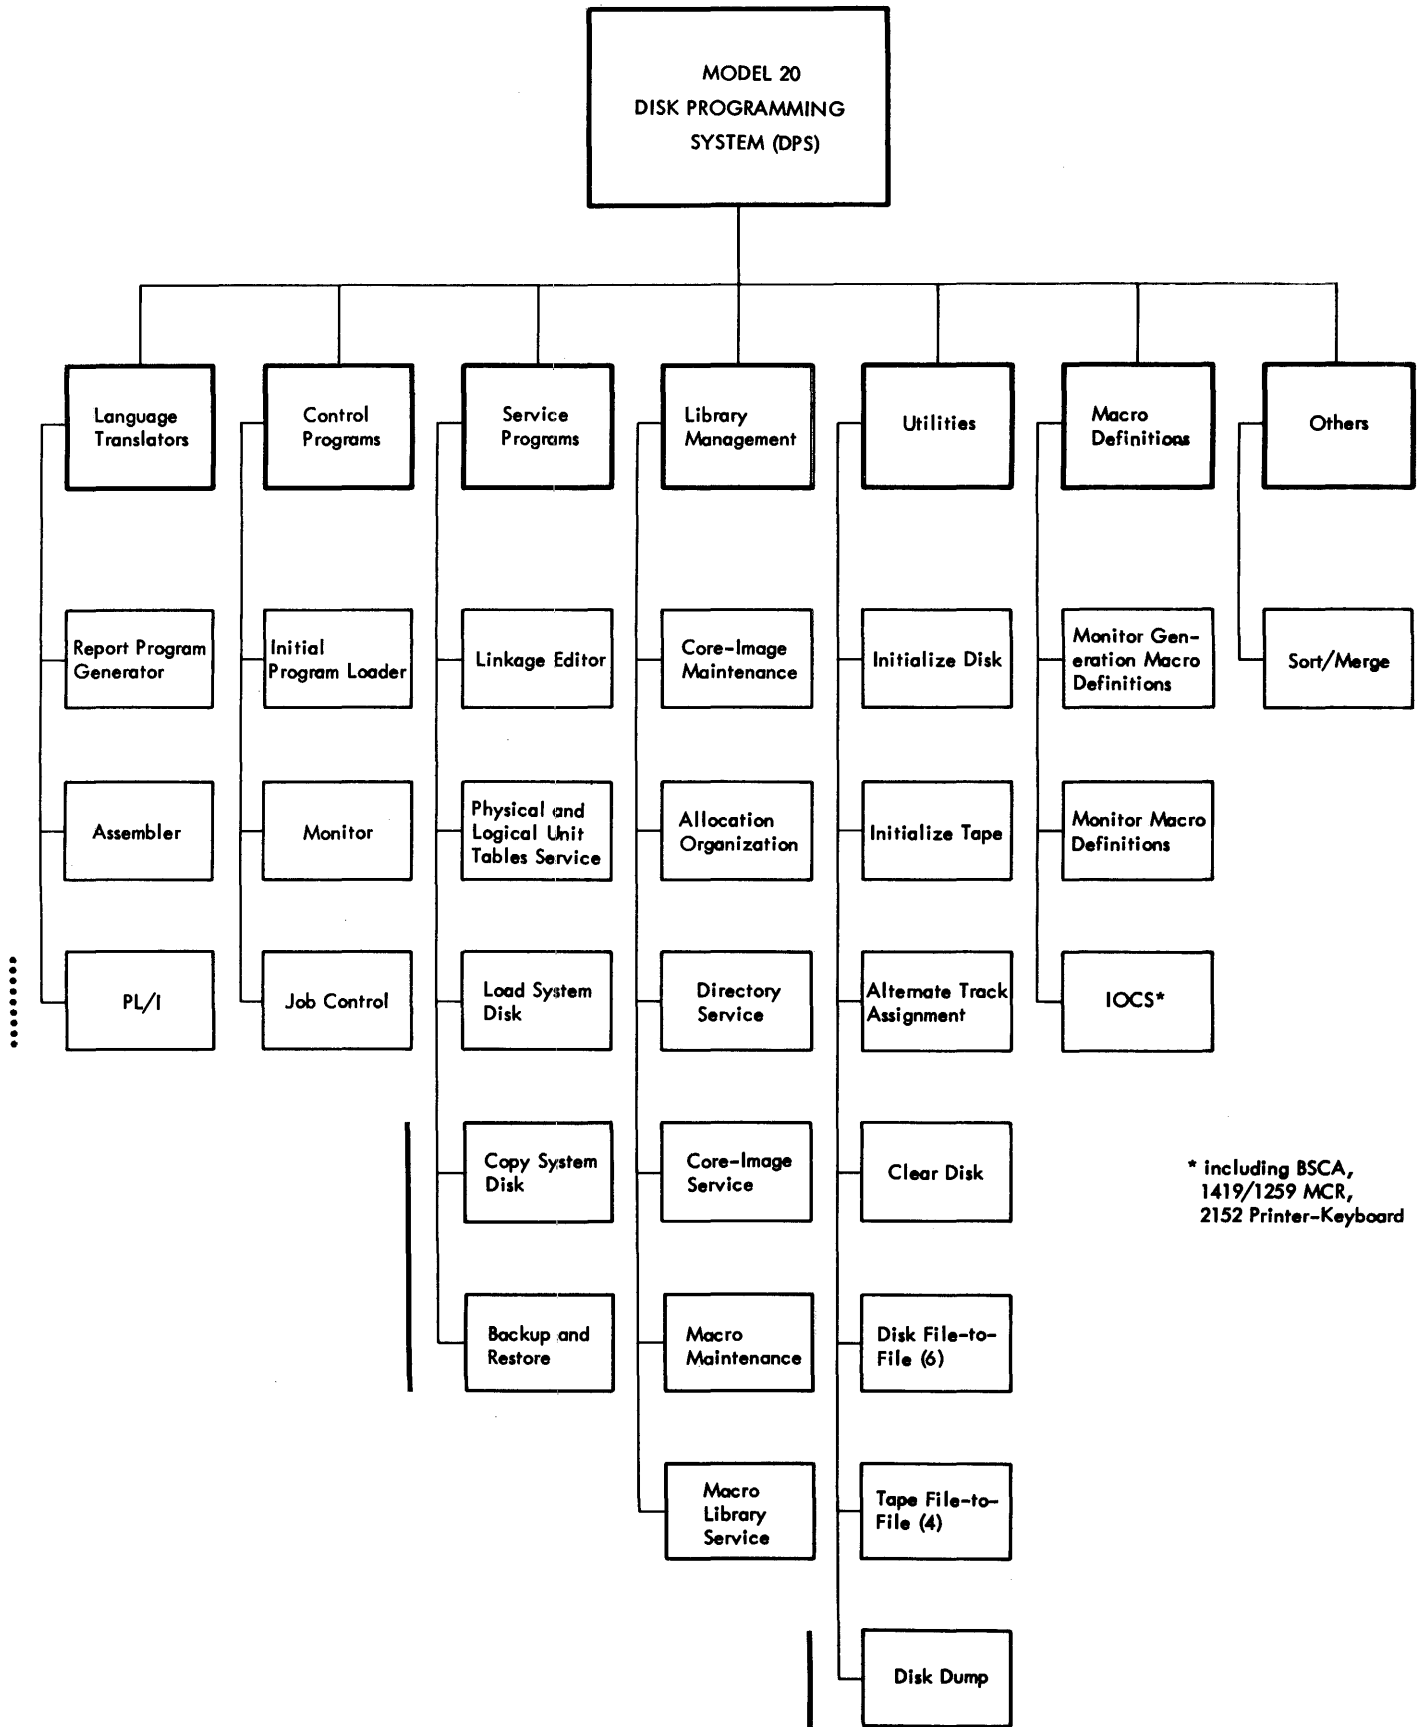 MODEL 20
DISK PROGRAMMING
SYSTEM (DPS)
Language
Translators
Control
Programs
Service
Programs
Library
Management
Utilities
Macro
Definitions
Others
Report Program
Generator
Initial
Program Loader
Linkage Editor
Core-Image
Maintenance
Initialize Disk
Monitor Gen-
eration Macro
Definitions
Sort/Merge
Assembler
Monitor
Physical and
Logical Unit
Tables Service
Allocation
Organization
Initialize Tape
Monitor Macro
Definitions
PL/I
Job Control
Load System
Disk
Directory
Service
Alternate Track
Assignment
IOCS*
Copy System
Disk
Core-Image
Service
Clear Disk
* including BSCA,
1419/1259 MCR,
2152 Printer-Keyboard
Backup and
Restore
Macro
Maintenance
Disk File-to-
File (6)
Macro
Library
Service
Tape File-to-
File (4)
Disk Dump